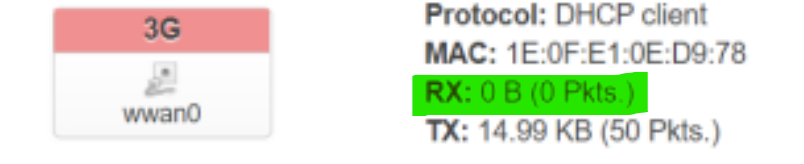 3G
wwan0
Protocol: DHCP client
MAC: 1E:0F:E1:0E:D9:78
RX: 0 B (0 Pkts.)
TX: 14.99 KB (50 Pkts.)